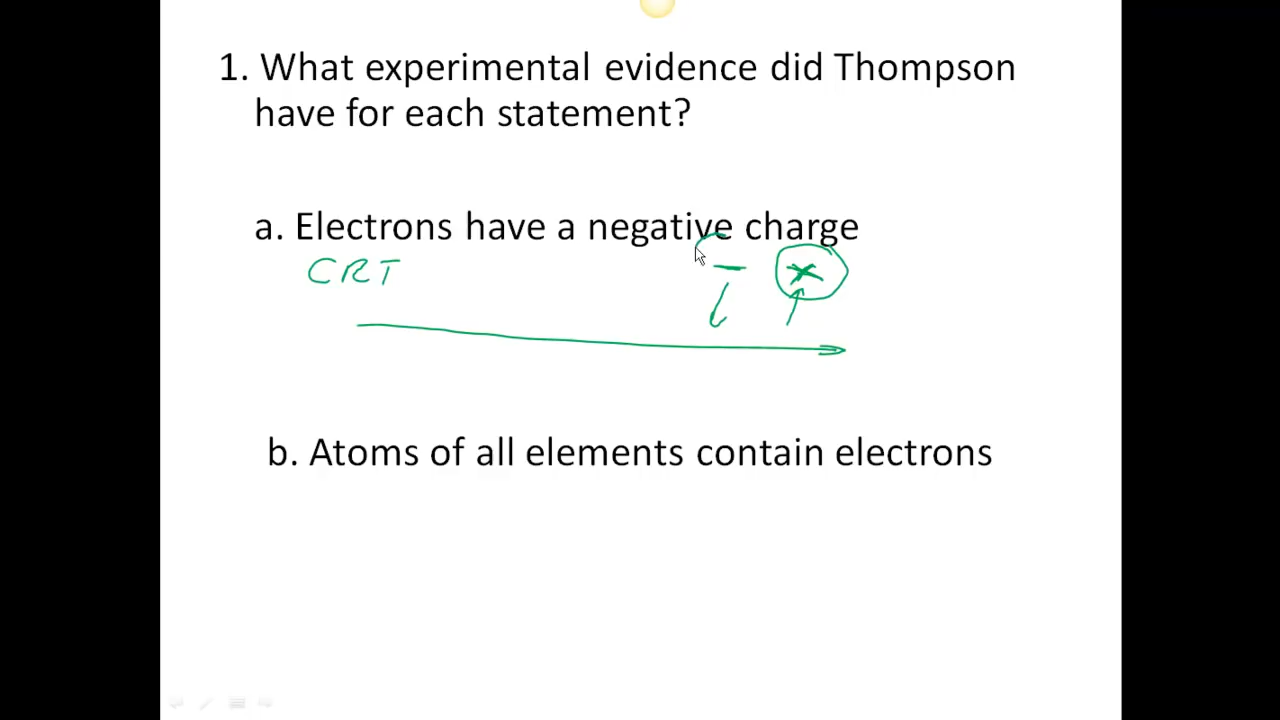 1. What experimental evidence did Thompson
have for each statement?
a. Electrons have a negative charge
CRT
b. Atoms of all elements contain electrons